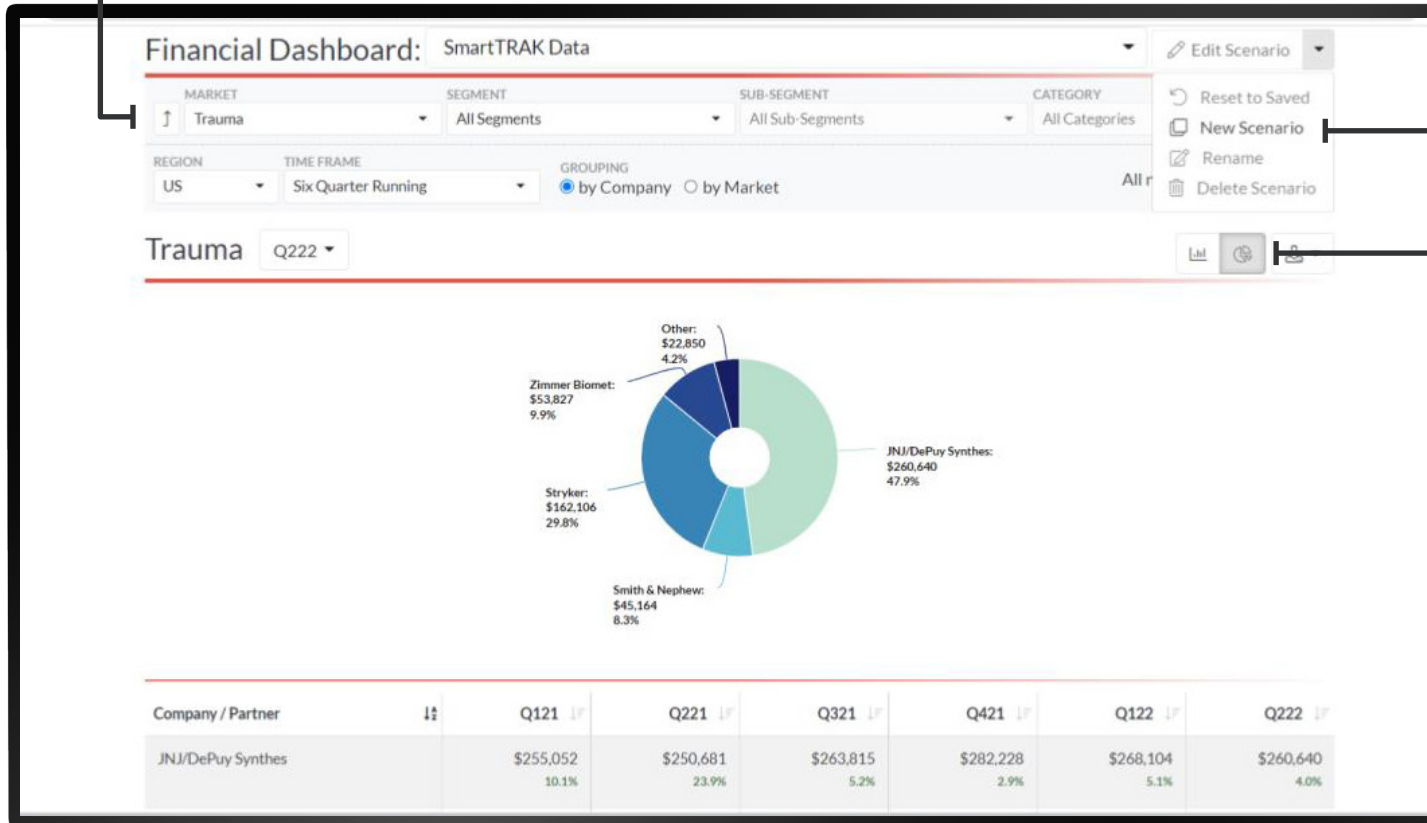 Financial Dashboard: SmartTRAK Data Edit Scenario
MARKET SEGMENT SUB-SEGMENT CATEGORY
Trauma All Segments All Sub-Segments All Categories
Reset to Saved
New Scenario
Rename
Delete Scenario
REGION TIME FRAME GROUPING
US Six Quarter Running by Company by Market All
Trauma Q222
Other:
$22,850
4.2%
Zimmer Biomet:
$53,827
9.9%
JNJ/DePuy Synthes:
$260,640
47.9%
Stryker:
$162,106
29.8%
Smith & Nephew:
$45,164
8.3%
Company / Partner Q121 Q221 Q321 Q421 Q122 Q222
JNJ/DePuy Synthes $255,052 $250,681 $263,815 $282,228 $268,104 $260,640
10.1% 23.9% 5.2% 2.9% 5.1% 4.0%